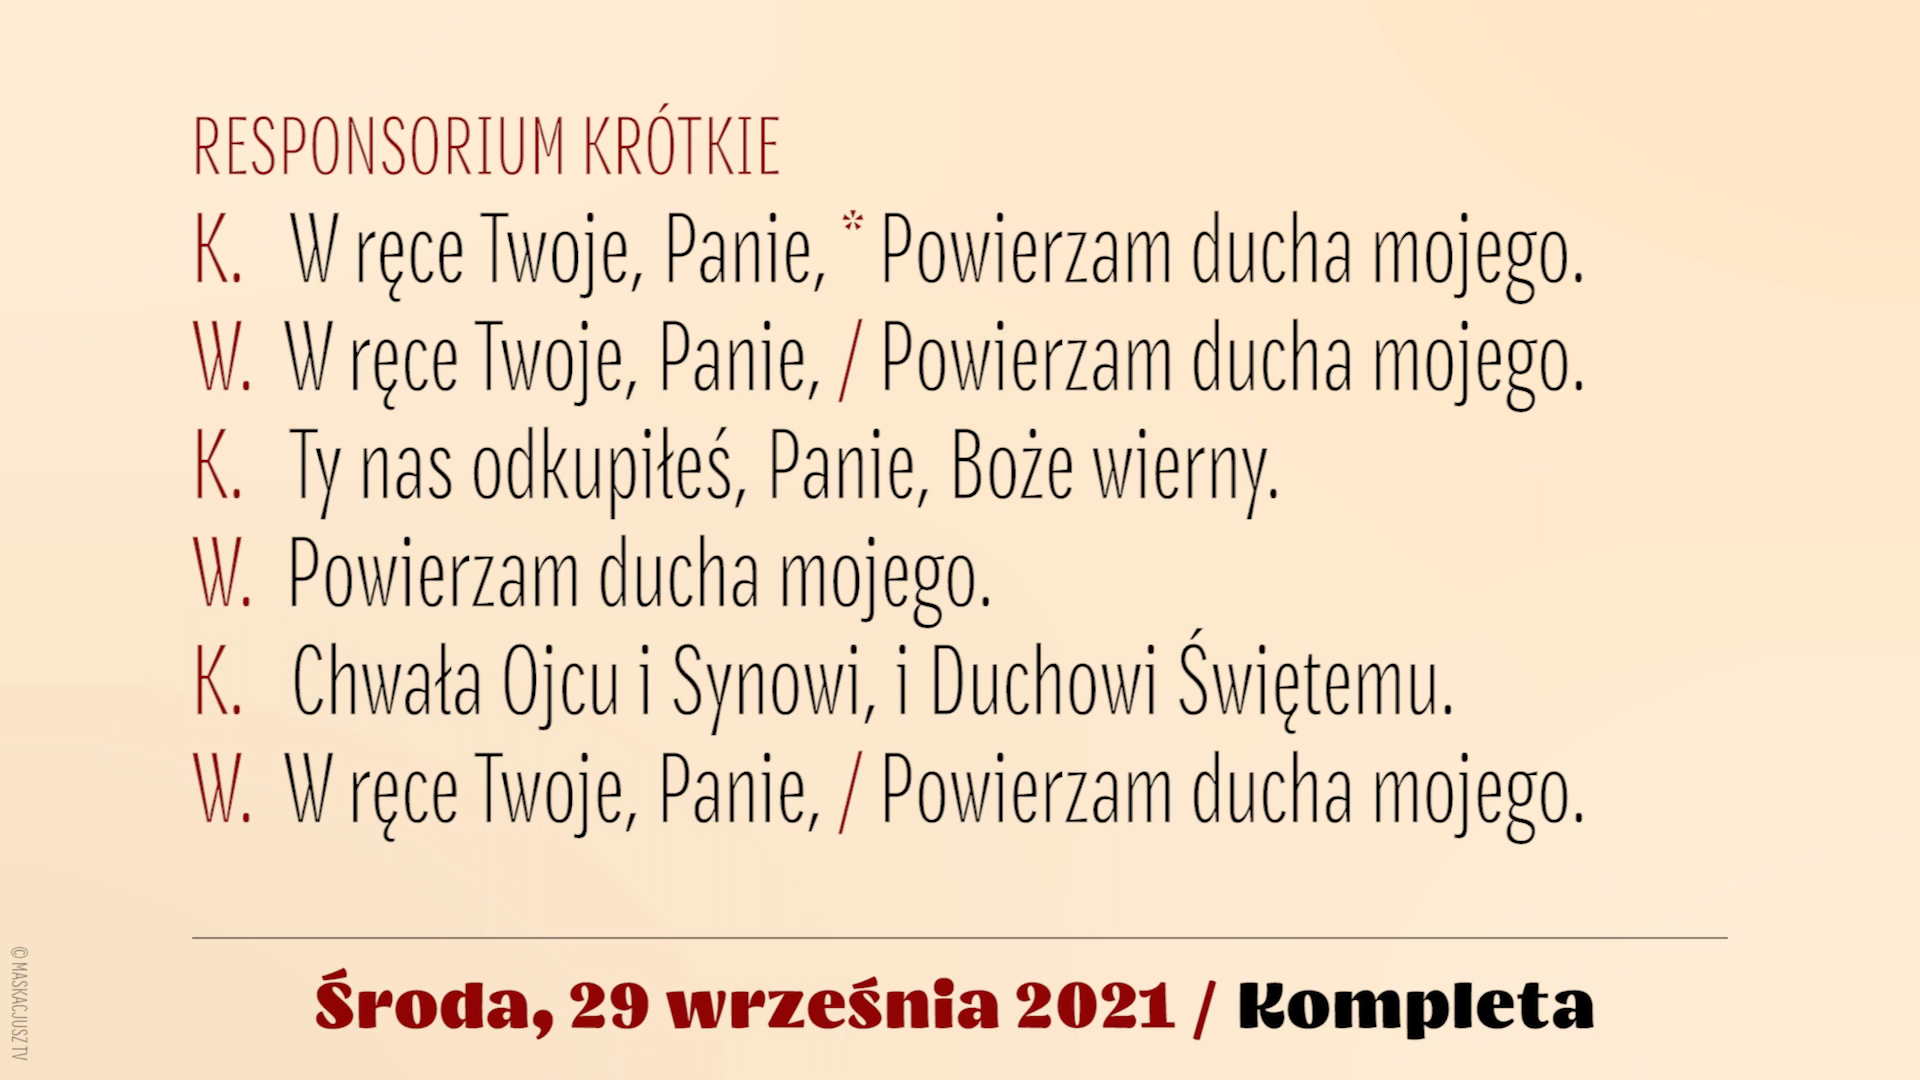 RESPONSORIUM KRÓTKIE
K. W ręce Twoje, Panie, * Powierzam ducha mojego.
W. W ręce Twoje, Panie, / Powierzam ducha mojego.
K. Ty nas odkupiłeś, Panie, Boże wierny.
W. Powierzam ducha mojego.
K. Chwała Ojcu i Synowi, i Duchowi Świętemu.
W. W ręce Twoje, Panie, / Powierzam ducha mojego.
Środa, 29 września 2021 / Kompleta
© MASKACJUSZ TV